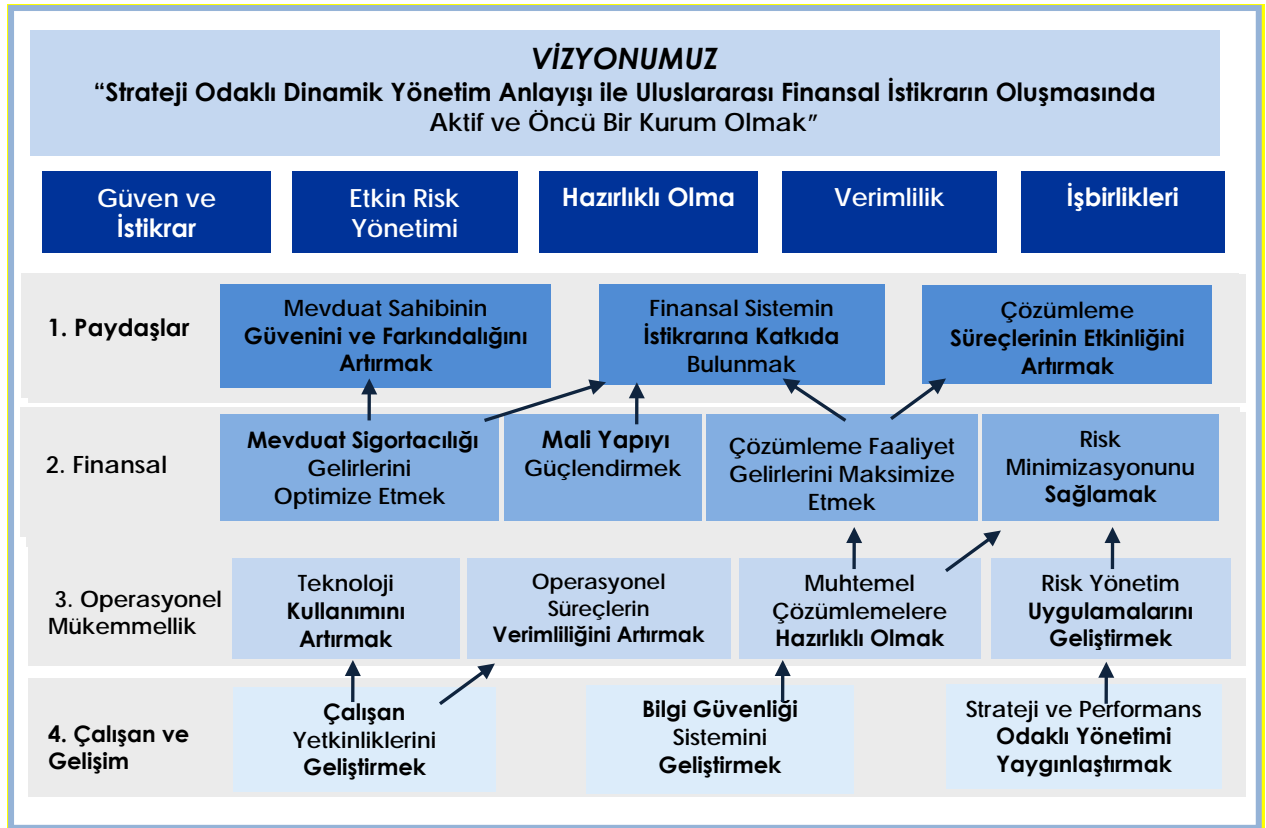 VİZYONUMUZ
“Strateji Odaklı Dinamik Yönetim Anlayışı ile Uluslararası Finansal İstikrarın Oluşmasında
Aktif ve Öncü Bir Kurum Olmak”
Güven ve
İstikrar
Etkin Risk
Yönetimi
Hazırlıklı Olma
Verimlilik
İşbirlikleri
1. Paydaşlar
Mevduat Sahibinin
Güvenini ve Farkındalığını
Artırmak
Finansal Sistemin
İstikrarına Katkıda
Bulunmak
Çözümleme
Süreçlerinin Etkinliğini
Artırmak
2. Finansal
Mevduat Sigortacılığı
Gelirlerini
Optimize Etmek
Mali Yapıyı
Güçlendirmek
Çözümleme Faaliyet
Gelirlerini Maksimize
Etmek
Risk
Minimizasyonunu
Sağlamak
3. Operasyonel
Mükemmellik
Teknoloji
Kullanımını
Artırmak
Operasyonel
Süreçlerin
Verimliliğini Artırmak
Muhtemel
Çözümlemelere
Hazırlıklı Olmak
Risk Yönetim
Uygulamalarını
Geliştirmek
4. Çalışan ve
Gelişim
Çalışan
Yetkinliklerini
Geliştirmek
Bilgi Güvenliği
Sistemini
Geliştirmek
Strateji ve Performans
Odaklı Yönetimi
Yaygınlaştırmak